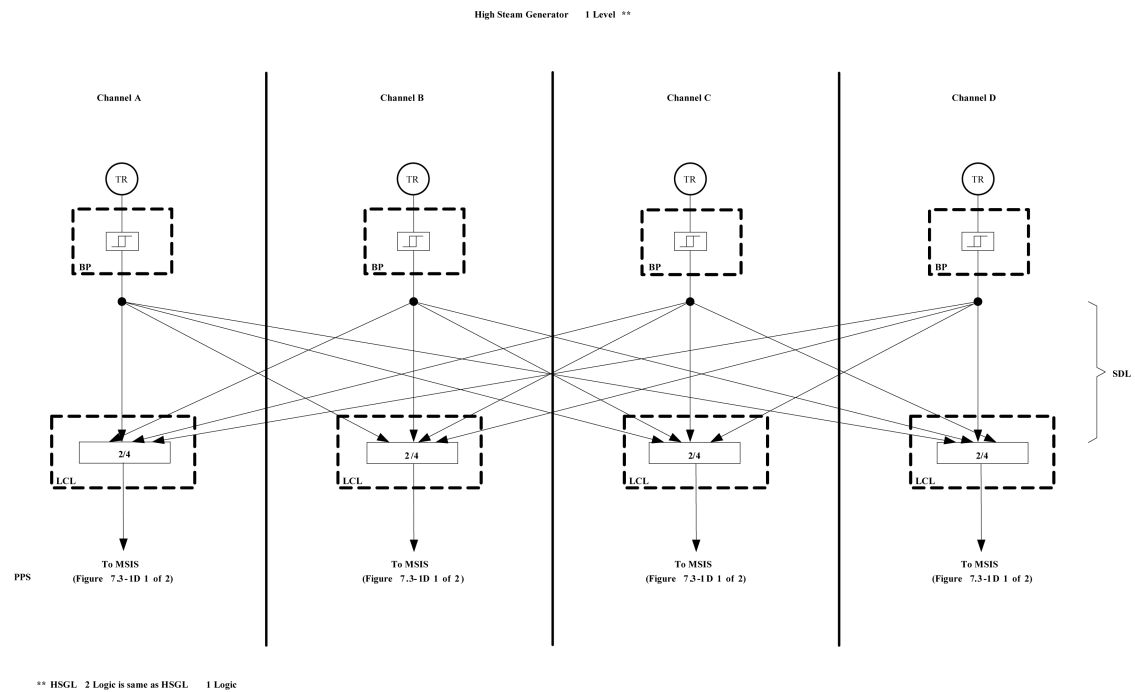 High Steam Generator 1 Level **
Channel A
Channel B
Channel C
Channel D
TR
TR
TR
TR
BP
BP
BP
BP
SDL
2/4
2/4
2/4
2/4
LCL
LCL
LCL
LCL
To MSIS
(Figure 7.3-1D 1 of 2)
To MSIS
(Figure 7.3-1D 1 of 2)
To MSIS
(Figure 7.3-1D 1 of 2)
To MSIS
(Figure 7.3-1D 1 of 2)
PPS
** HSGL 2 Logic is same as HSGL 1 Logic